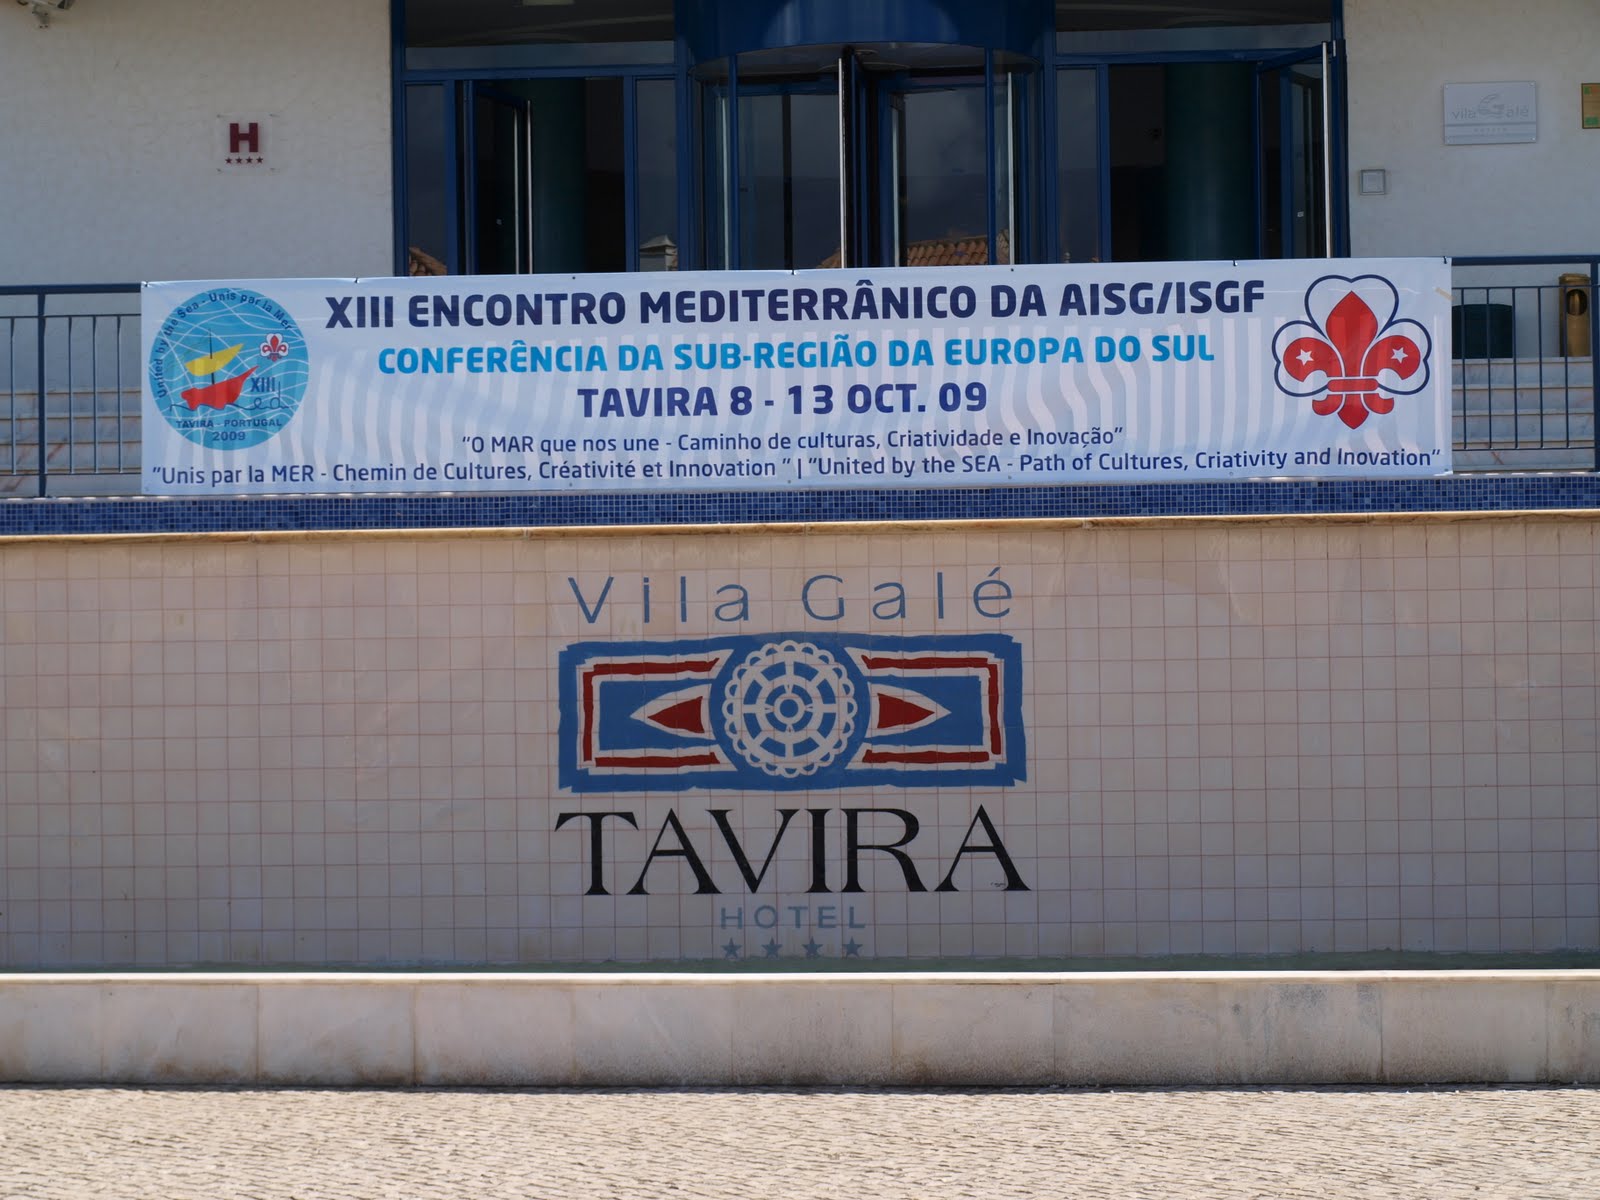 H
vila Galé
XIII ENCONTRO MEDITERRÂNICO DA AISG/ISGF
CONFERÊNCIA DA SUB-REGIÃO DA EUROPA DO SUL
TAVIRA 8 - 13 OCT. 09
"O MAR que nos une - Caminho de culturas, Criatividade e Inovação"
"Unis par la MER - Chemin de Cultures, Créativité et Innovation " | "United by the SEA - Path of Cultures, Criativity and Inovation"
United by the Sea - Unis par la Mer
XIII
med
TAVIRA - PORTUGAL
2009
Vila Galé
TAVIRA
HOTEL